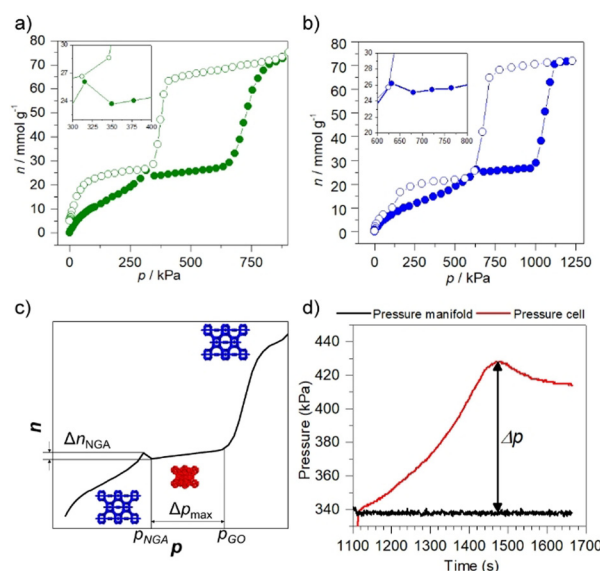 a)
80
70
60
50
40
30
20
10
0
n / mmol g⁻¹
30
27
24
300 325 350 375 400
0 250 500 750
p / kPa
b)
80
70
60
50
40
30
20
10
0
n / mmol g⁻¹
30
28
26
24
22
20
600 650 700 750 800
0 250 500 750 1000 1250
p / kPa
c)
n
Δn_NGA
Δp_max
p_NGA p p_GO
d)
Pressure manifold Pressure cell
Pressure (kPa)
440
420
400
380
360
340
Δp
1100 1200 1300 1400 1500 1600 1700
Time (s)